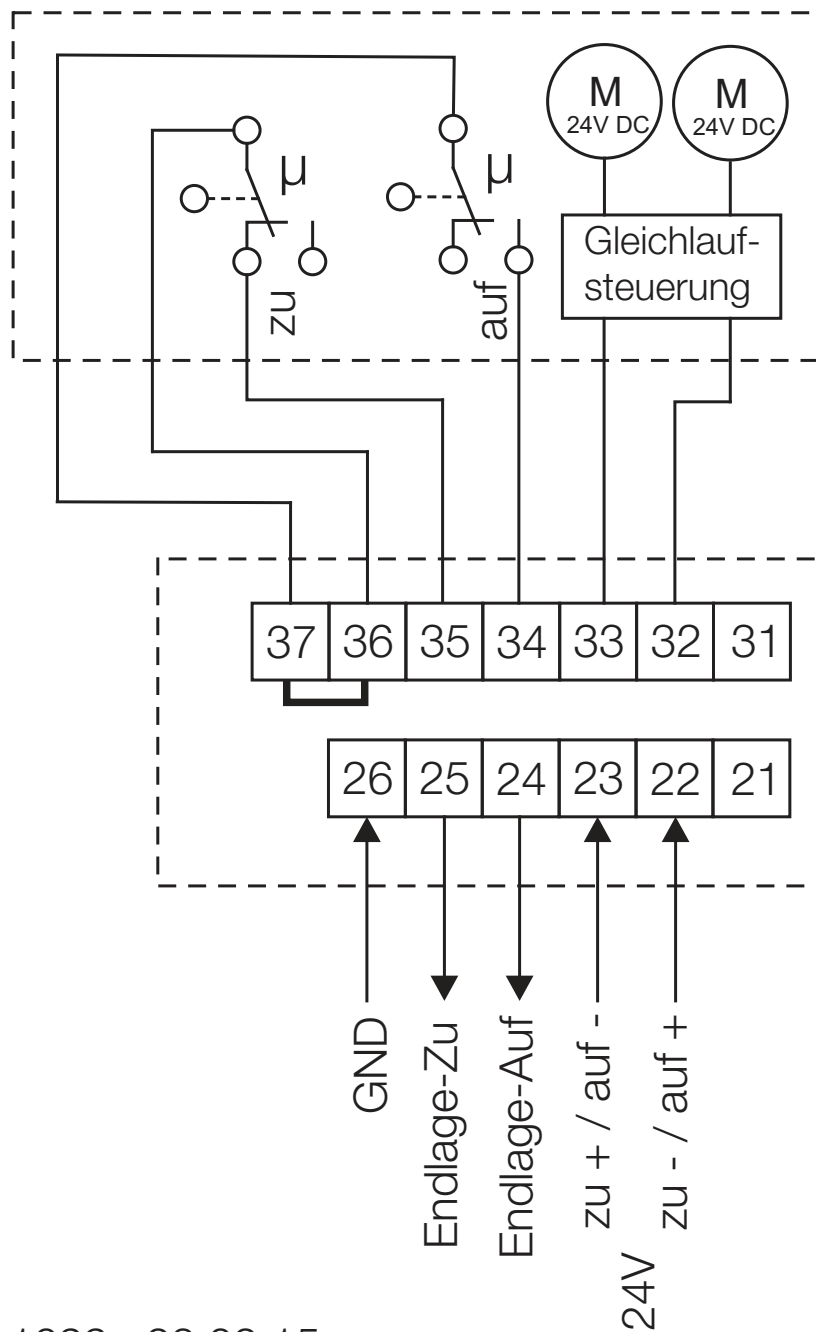 M
24V DC
M
24V DC
µ
µ
Gleichlauf-
steuerung
zu
auf
37 36 35 34 33 32 31
26 25 24 23 22 21
GND
Endlage-Zu
Endlage-Auf
zu + / auf -
zu - / auf +
24V